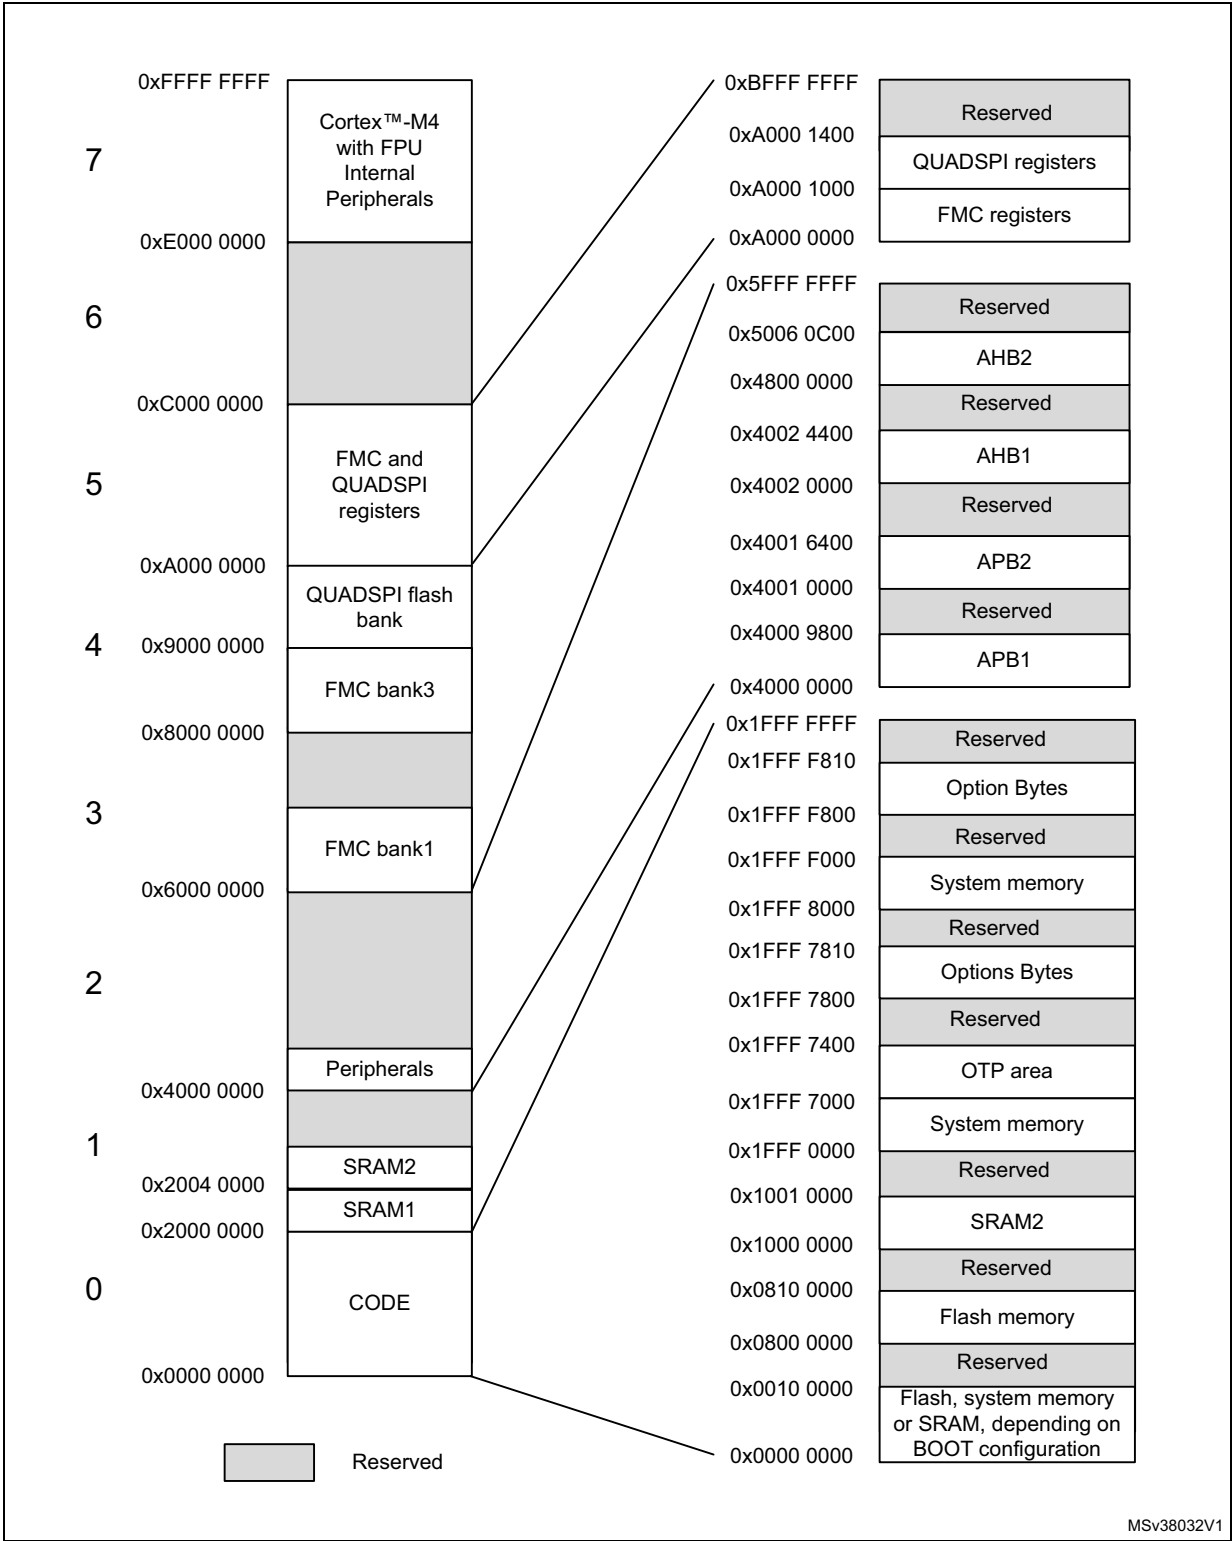 0xFFFF FFFF
Cortex™-M4
with FPU
Internal
Peripherals
7
0xE000 0000
6
0xC000 0000
FMC and
QUADSPI
registers
5
0xA000 0000
QUADSPI flash
bank
4
0x9000 0000
FMC bank3
0x8000 0000
3
FMC bank1
0x6000 0000
2
Peripherals
0x4000 0000
1
SRAM2
0x2004 0000
SRAM1
0x2000 0000
0
CODE
0x0000 0000
Reserved
0xBFFF FFFF
Reserved
0xA000 1400
QUADSPI registers
0xA000 1000
FMC registers
0xA000 0000
0x5FFF FFFF
Reserved
0x5006 0C00
AHB2
0x4800 0000
Reserved
0x4002 4400
AHB1
0x4002 0000
Reserved
0x4001 6400
APB2
0x4001 0000
Reserved
0x4000 9800
APB1
0x4000 0000
0x1FFF FFFF
Reserved
0x1FFF F810
Option Bytes
0x1FFF F800
Reserved
0x1FFF F000
System memory
0x1FFF 8000
Reserved
0x1FFF 7810
Options Bytes
0x1FFF 7800
Reserved
0x1FFF 7400
OTP area
0x1FFF 7000
System memory
0x1FFF 0000
Reserved
0x1001 0000
SRAM2
0x1000 0000
Reserved
0x0810 0000
Flash memory
0x0800 0000
Reserved
0x0010 0000
Flash, system memory
or SRAM, depending on
BOOT configuration
0x0000 0000
MSv38032V1